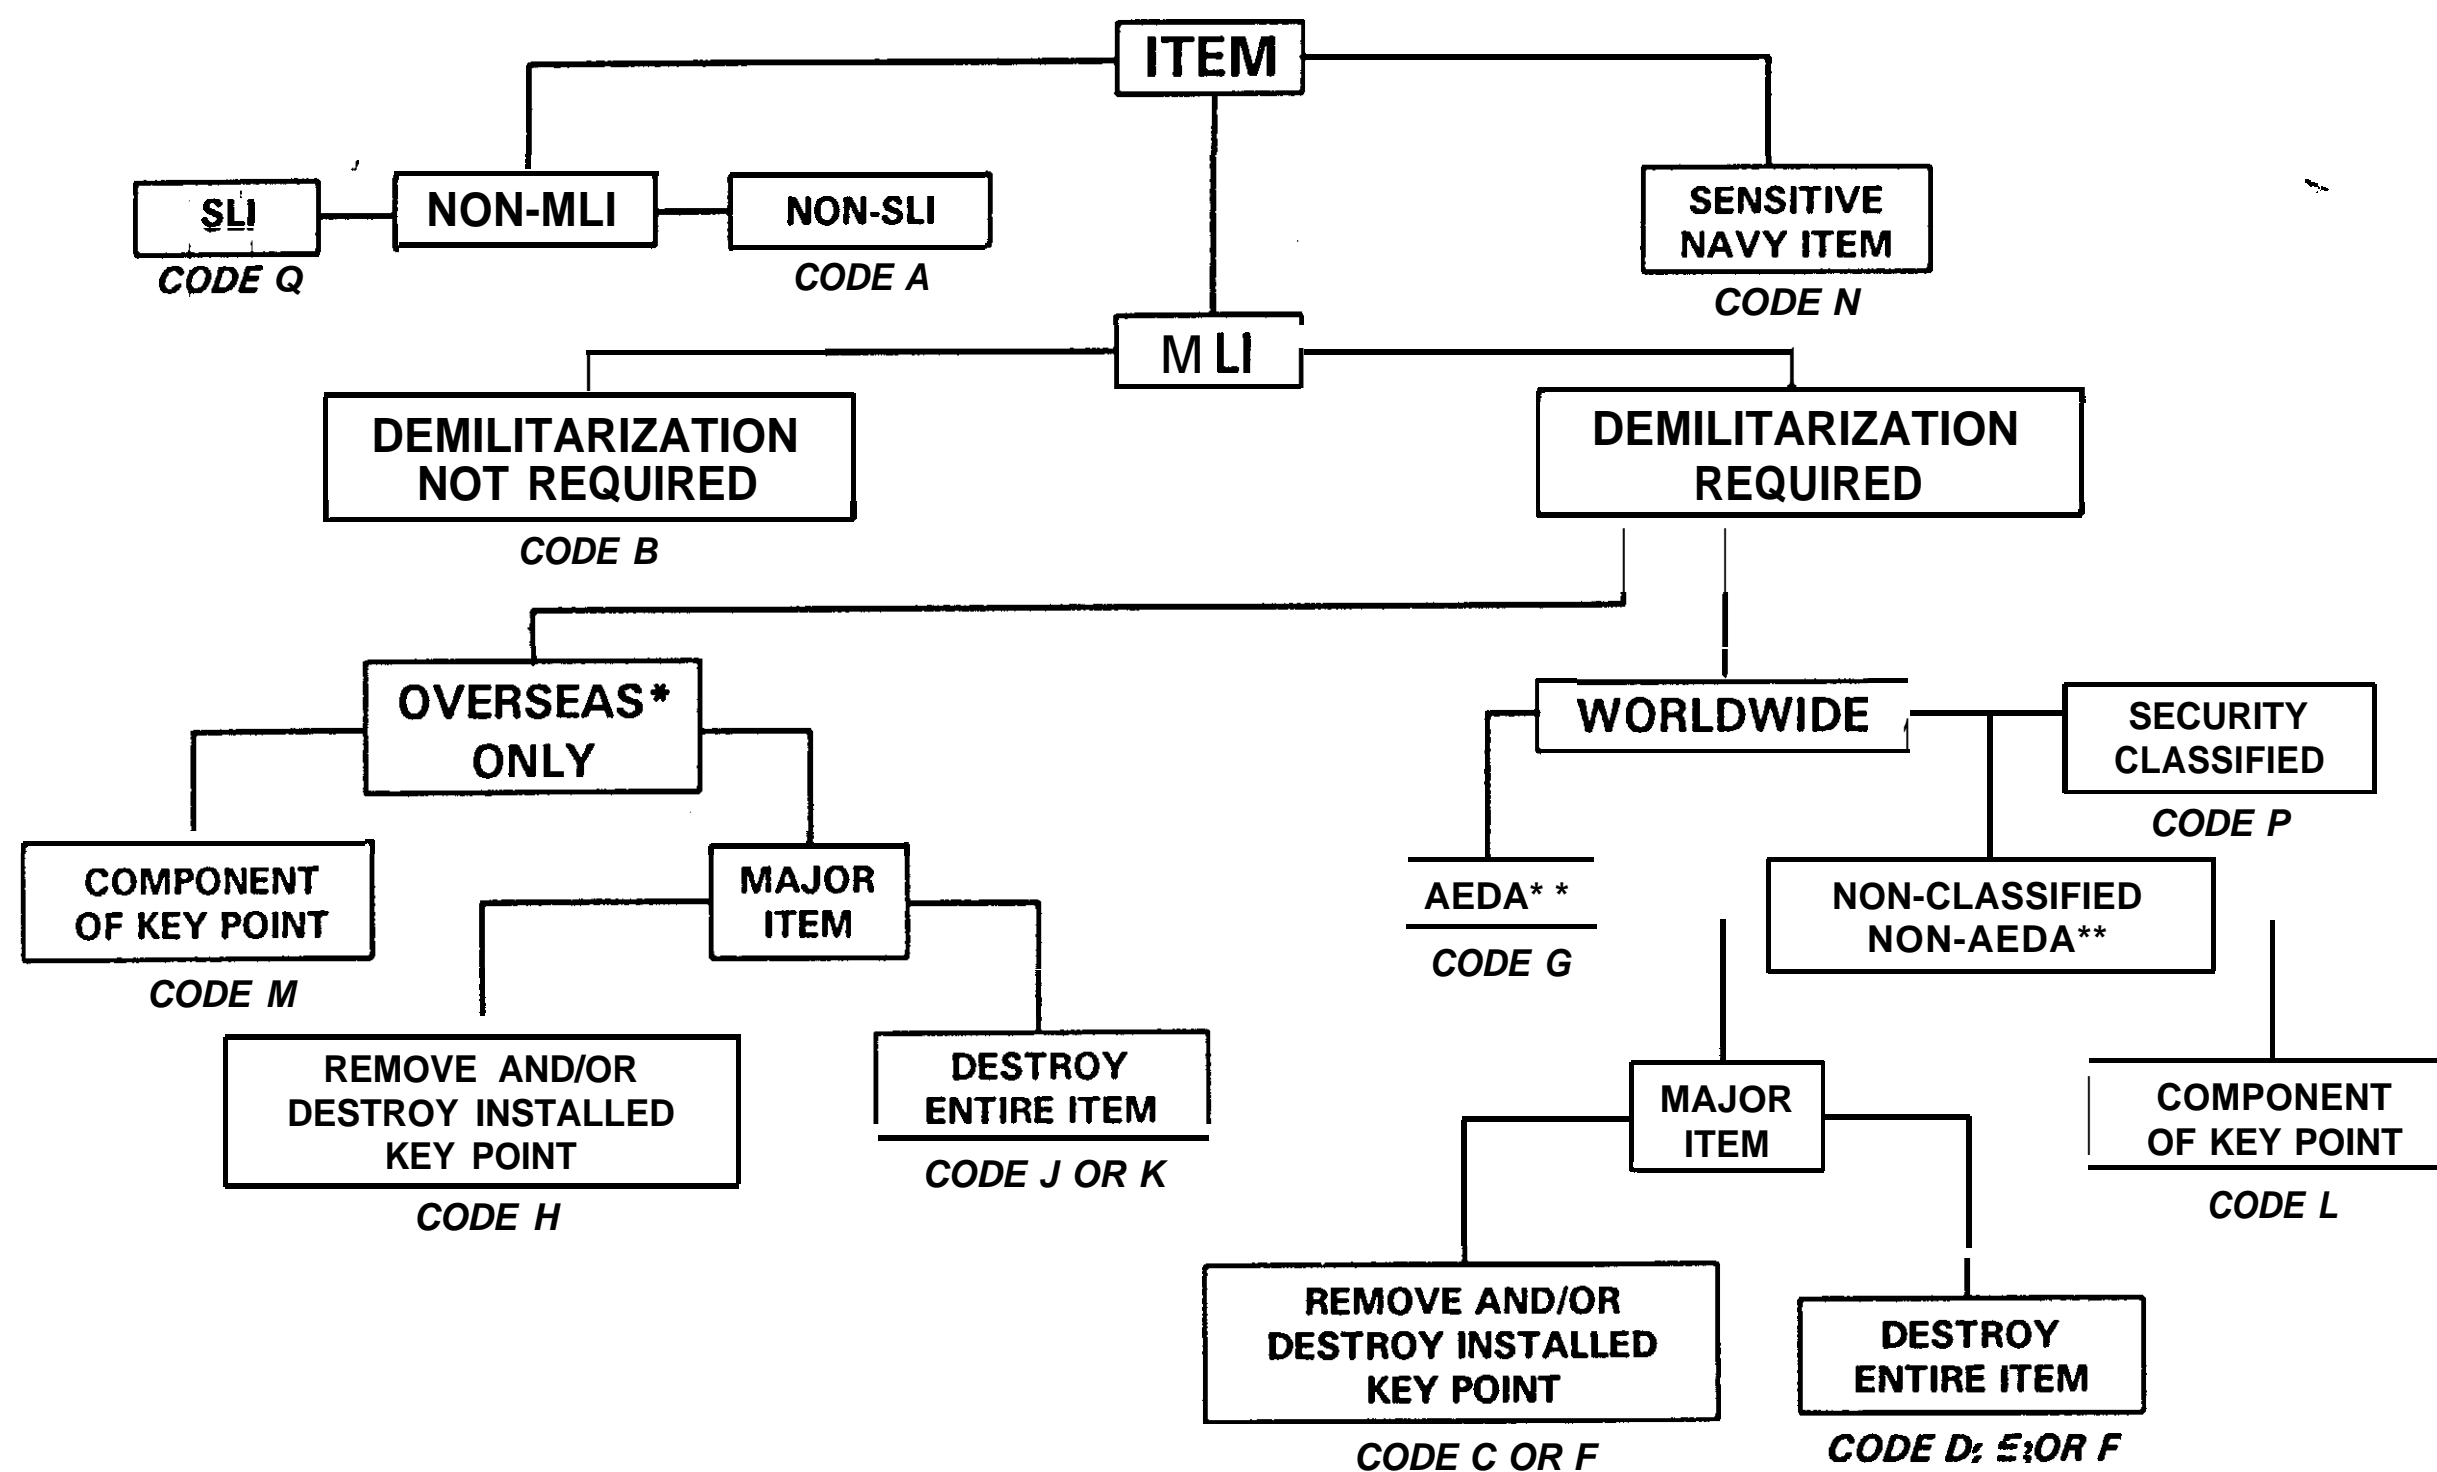 ITEM
SLI
CODE Q
NON-MLI
NON-SLI
CODE A
SENSITIVE
NAVY ITEM
CODE N
M LI
DEMILITARIZATION
NOT REQUIRED
CODE B
DEMILITARIZATION
REQUIRED
OVERSEAS*
ONLY
WORLDWIDE
SECURITY
CLASSIFIED
CODE P
COMPONENT
OF KEY POINT
CODE M
MAJOR
ITEM
AEDA* *
CODE G
NON-CLASSIFIED
NON-AEDA**
REMOVE AND/OR
DESTROY INSTALLED
KEY POINT
CODE H
DESTROY
ENTIRE ITEM
CODE J OR K
MAJOR
ITEM
COMPONENT
OF KEY POINT
CODE L
REMOVE AND/OR
DESTROY INSTALLED
KEY POINT
CODE C OR F
DESTROY
ENTIRE ITEM
CODE D, E, OR F